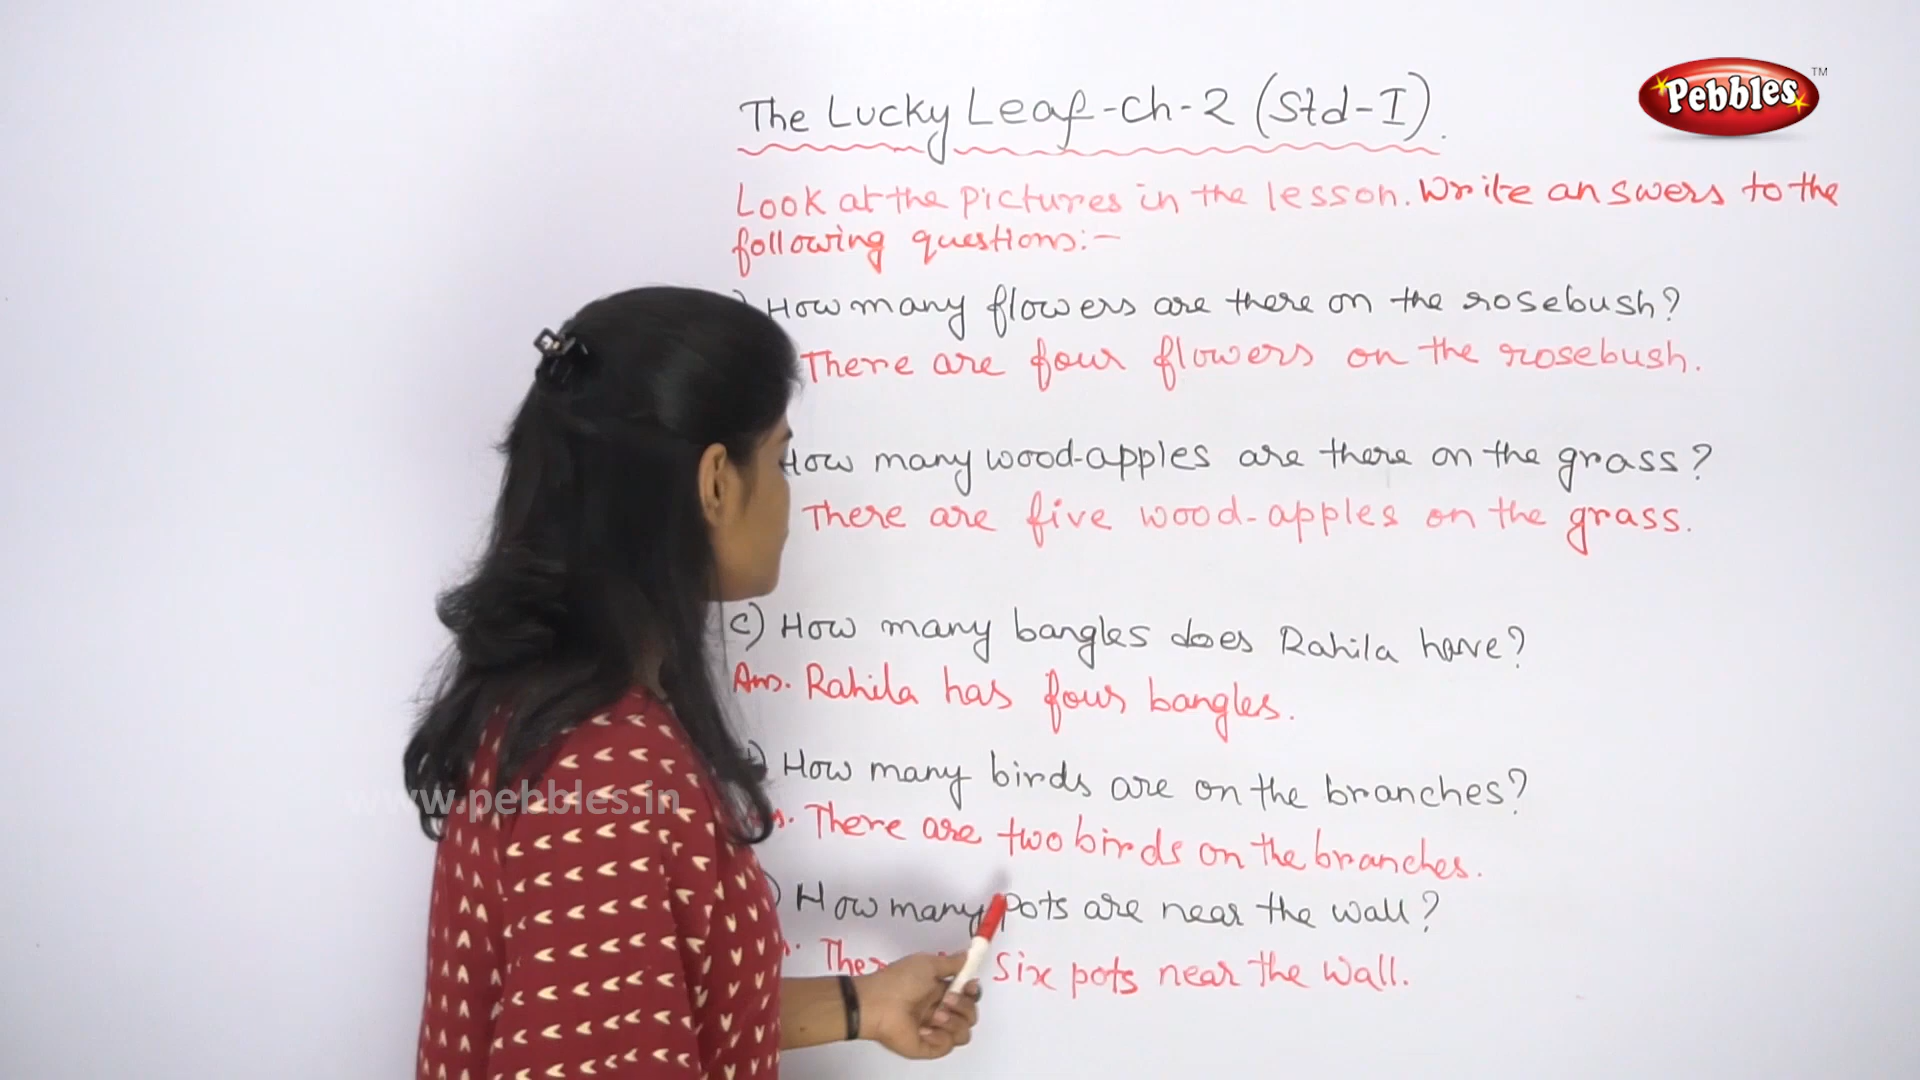 Pebbles TM
The Lucky Leaf-Ch-2 (Std-I).
Look at the pictures in the lesson. Write answers to the
following questions:-
) How many flowers are there on the rosebush?
There are four flowers on the rosebush.
How many wood-apples are there on the grass?
There are five wood-apples on the grass.
c) How many bangles does Rahila have?
Ans. Rahila has four bangles.
) How many birds are on the branches?
s. There are two birds on the branches.
www.pebbles.in
) How many pots are near the wall?
. The six pots near the wall.